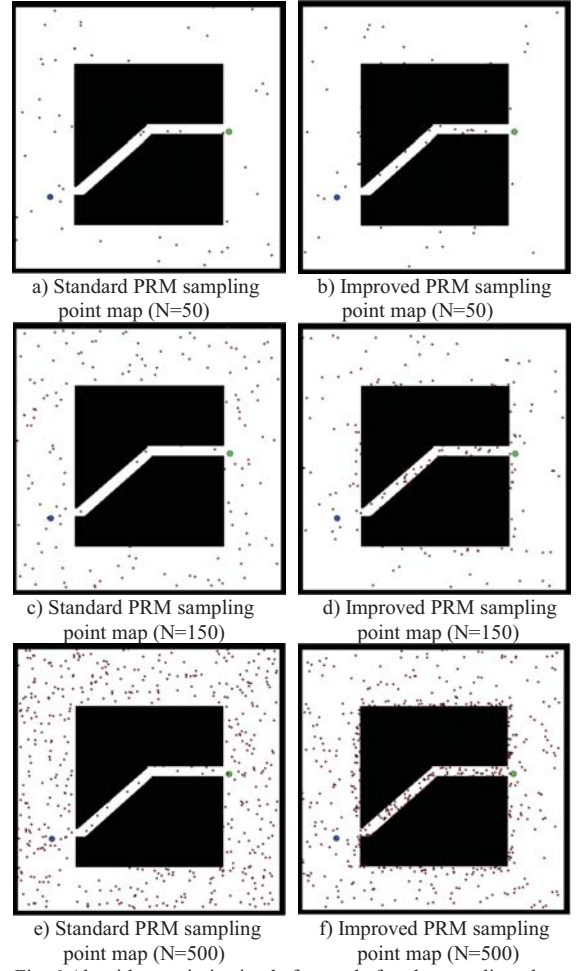 a) Standard PRM sampling
point map (N=50)
b) Improved PRM sampling
point map (N=50)
c) Standard PRM sampling
point map (N=150)
d) Improved PRM sampling
point map (N=150)
e) Standard PRM sampling
point map (N=500)
f) Improved PRM sampling
point map (N=500)